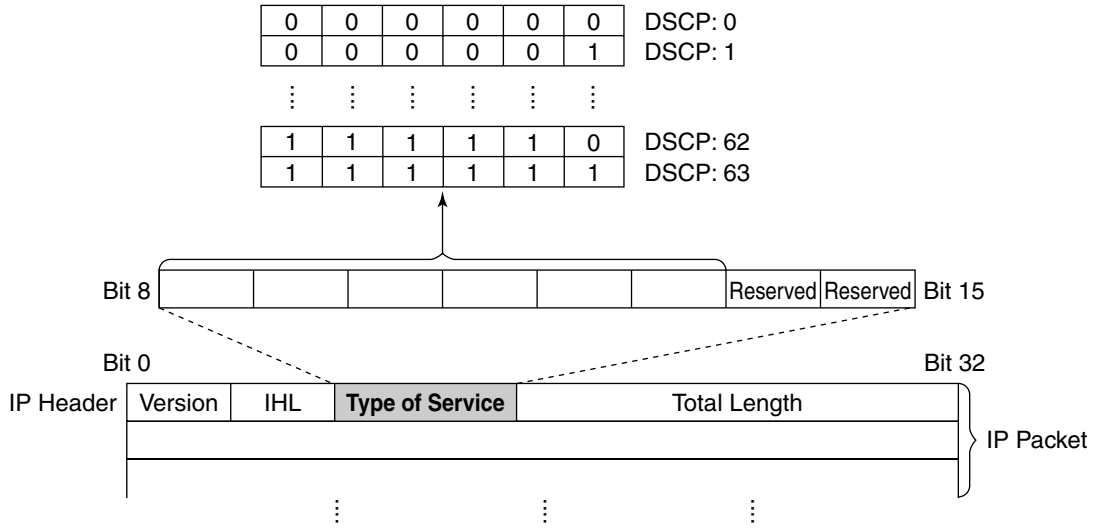 0 0 0 0 0 0 DSCP: 0
0 0 0 0 0 1 DSCP: 1
1 1 1 1 1 0 DSCP: 62
1 1 1 1 1 1 DSCP: 63
Bit 8 Reserved Reserved Bit 15
Bit 0 Bit 32
IP Header Version IHL Type of Service Total Length
IP Packet